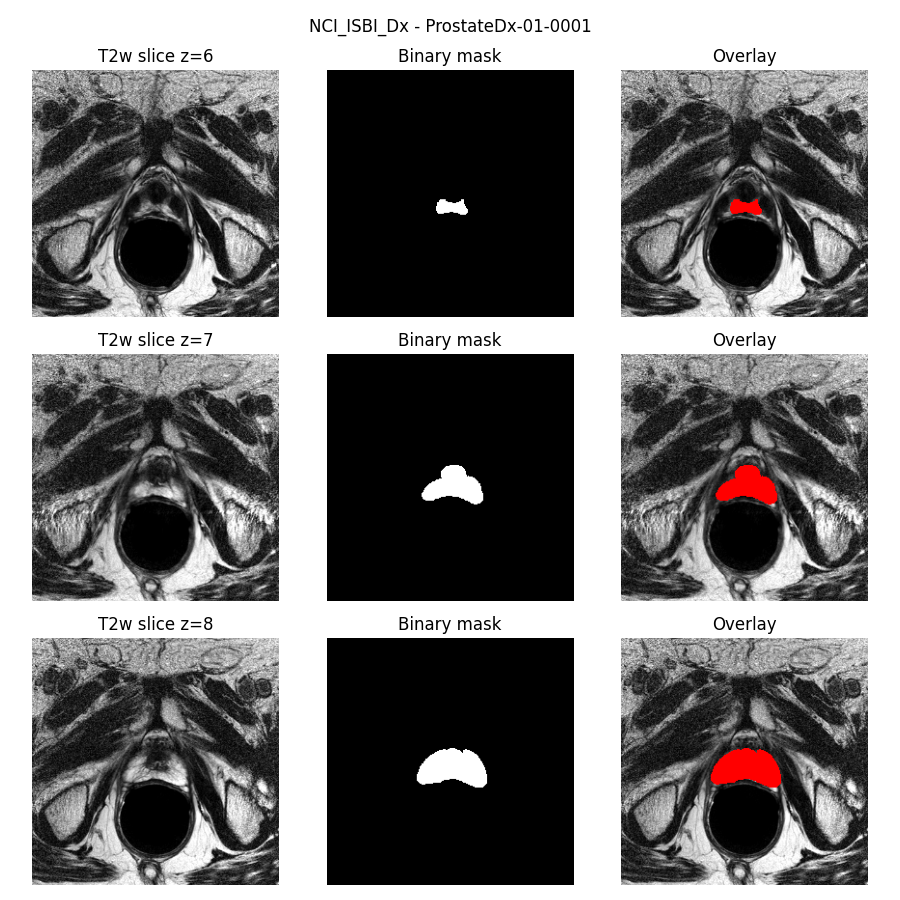 NCI_ISBI_Dx - ProstateDx-01-0001
T2w slice z=6
Binary mask
Overlay
T2w slice z=7
Binary mask
Overlay
T2w slice z=8
Binary mask
Overlay